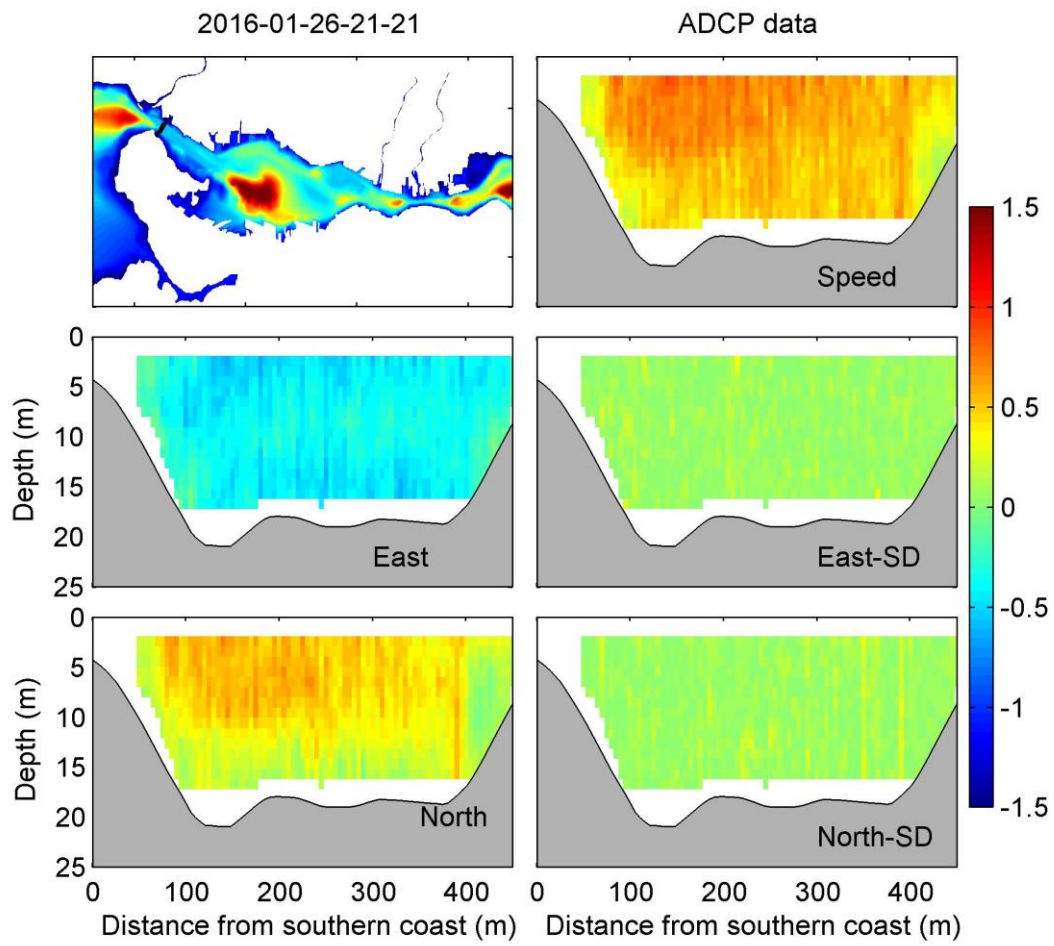 2016-01-26-21-21
ADCP data
Speed
1.5
1
0.5
0
-0.5
-1
-1.5
0
5
10
15
20
25
Depth (m)
East
East-SD
0
5
10
15
20
25
Depth (m)
North
North-SD
0 100 200 300 400
0 100 200 300 400
Distance from southern coast (m)
Distance from southern coast (m)